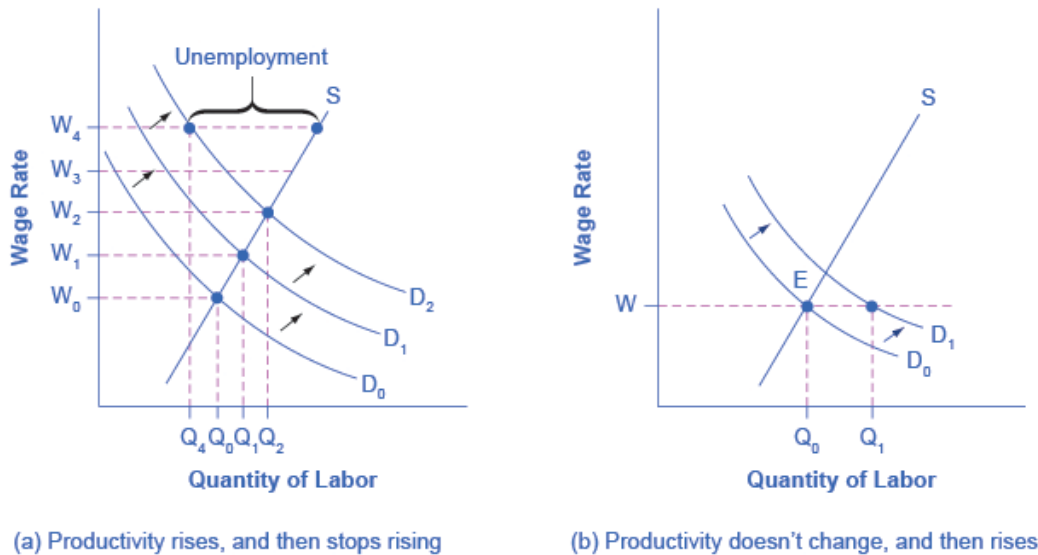 Unemployment
S
W₄
W₃
W₂
W₁
W₀
Wage Rate
D₂
D₁
D₀
Q₄ Q₀ Q₁ Q₂
Quantity of Labor
(a) Productivity rises, and then stops rising
S
Wage Rate
E
W
D₁
D₀
Q₀ Q₁
Quantity of Labor
(b) Productivity doesn't change, and then rises